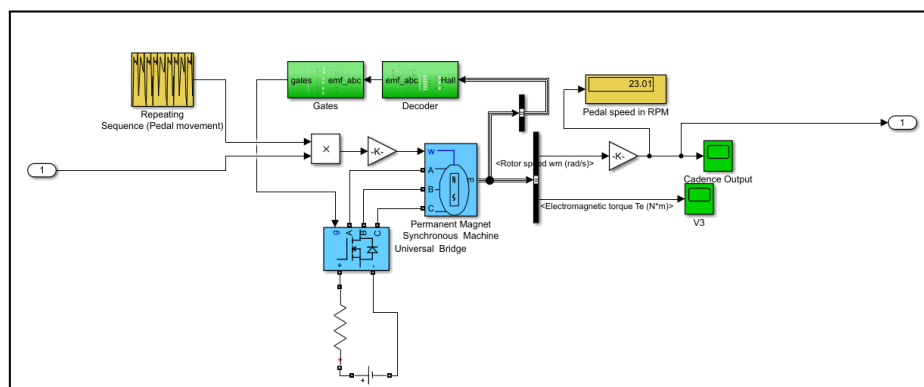 gates emf_abc
Gates
emf_abc Hall
Decoder
23.01
Pedal speed in RPM
Repeating
Sequence (Pedal movement)
×
-K-
1
w
A
B
C
m
N
S
Permanent Magnet
Synchronous Machine
<Rotor speed wm (rad/s)>
-K-
1
Cadence Output
<Electromagnetic torque Te (N*m)>
V3
g
A
B
C
+
-
Universal Bridge
+
+